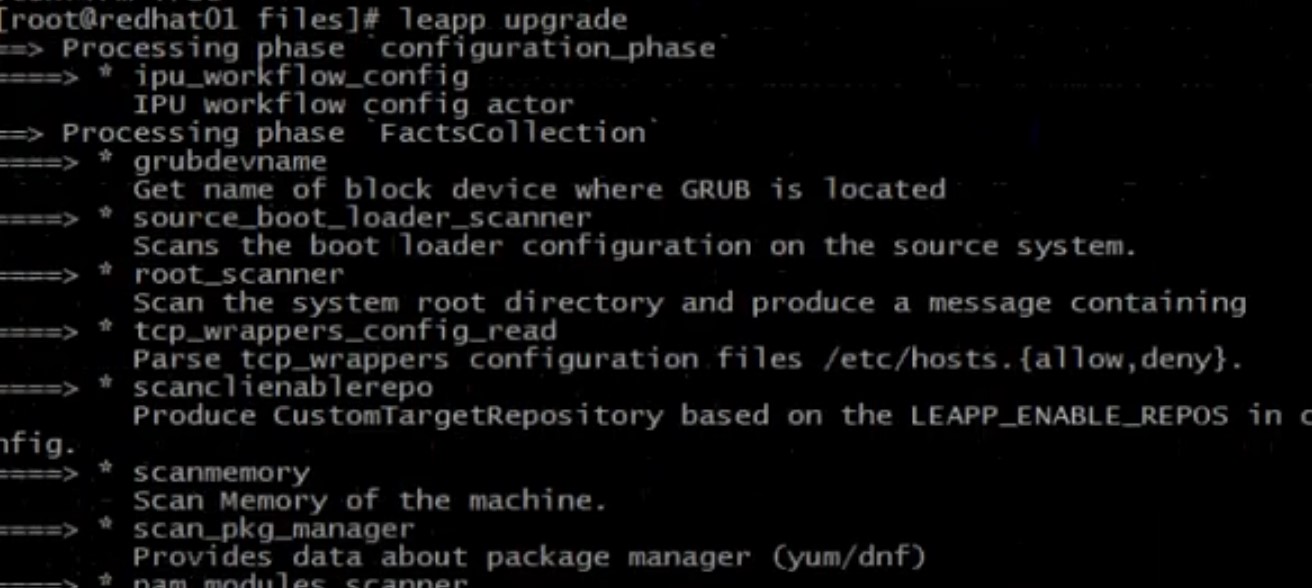 [root@redhat01 files]# leapp upgrade
==> Processing phase `configuration_phase`
====> * ipu_workflow_config
IPU workflow config actor
==> Processing phase `FactsCollection`
====> * grubdevname
Get name of block device where GRUB is located
====> * source_boot_loader_scanner
Scans the boot loader configuration on the source system.
====> * root_scanner
Scan the system root directory and produce a message containing
====> * tcp_wrappers_config_read
Parse tcp_wrappers configuration files /etc/hosts.{allow,deny}.
====> * scanclienablerepo
Produce CustomTargetRepository based on the LEAPP_ENABLE_REPOS in c
nfig.
====> * scanmemory
Scan Memory of the machine.
====> * scan_pkg_manager
Provides data about package manager (yum/dnf)
====> * pam_modules_scanner